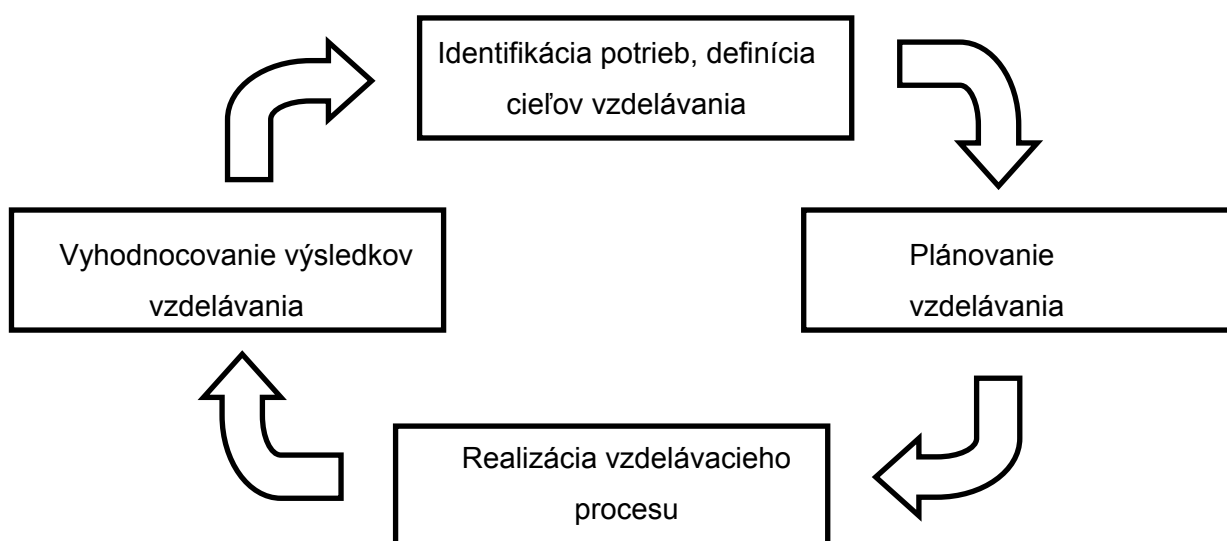 Identifikácia potrieb, definícia
cieľov vzdelávania
Vyhodnocovanie výsledkov
vzdelávania
Plánovanie
vzdelávania
Realizácia vzdelávacieho
procesu